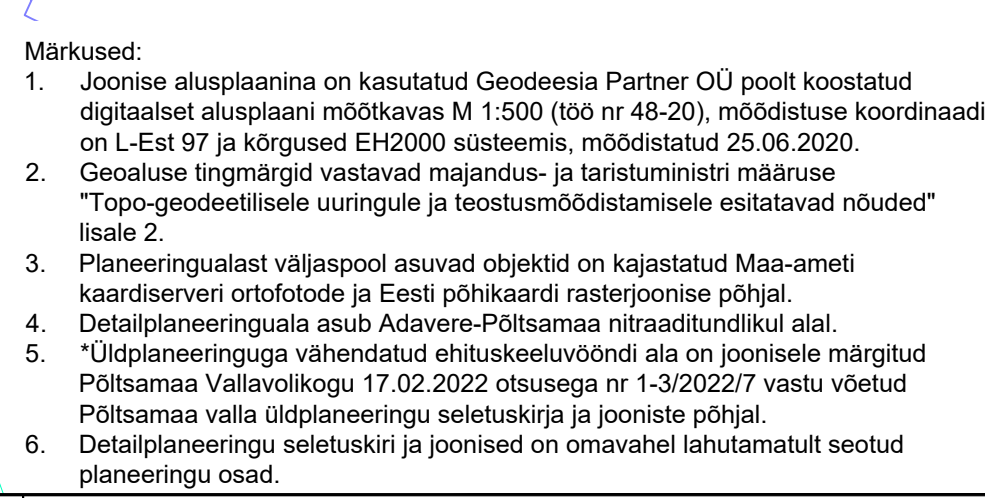 Märkused:
1. Joonise alusplaanina on kasutatud Geodeesia Partner OÜ poolt koostatud
digitaalset alusplaani mõõtkavas M 1:500 (töö nr 48-20), mõõdistuse koordinaadi
on L-Est 97 ja kõrgused EH2000 süsteemis, mõõdistatud 25.06.2020.
2. Geoaluse tingmärgid vastavad majandus- ja taristuministri määruse
"Topo-geodeetilisele uuringule ja teostusmõõdistamisele esitatavad nõuded"
lisale 2.
3. Planeeringualast väljaspool asuvad objektid on kajastatud Maa-ameti
kaardiserveri ortofotode ja Eesti põhikaardi rasterjoonise põhjal.
4. Detailplaneeringuala asub Adavere-Põltsamaa nitraaditundlikul alal.
5. *Üldplaneeringuga vähendatud ehituskeeluvööndi ala on joonisele märgitud
Põltsamaa Vallavolikogu 17.02.2022 otsusega nr 1-3/2022/7 vastu võetud
Põltsamaa valla üldplaneeringu seletuskirja ja jooniste põhjal.
6. Detailplaneeringu seletuskiri ja joonised on omavahel lahutamatult seotud
planeeringu osad.